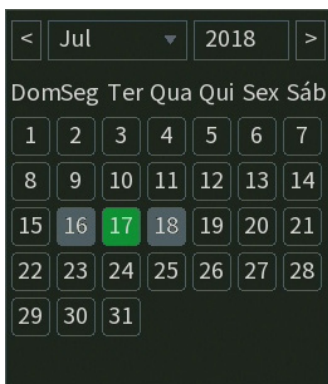 < Jul 2018 >
Dom Seg Ter Qua Qui Sex Sáb
1 2 3 4 5 6 7
8 9 10 11 12 13 14
15 16 17 18 19 20 21
22 23 24 25 26 27 28
29 30 31